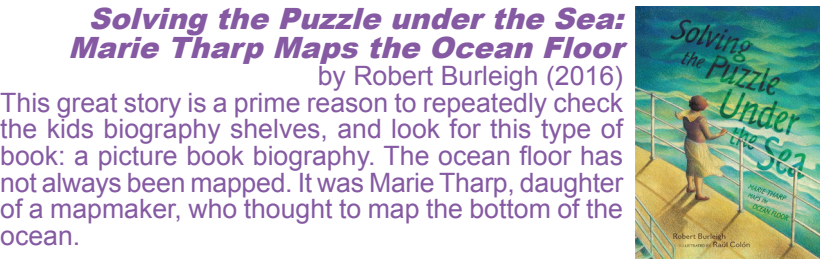 Solving the Puzzle under the Sea:
Marie Tharp Maps the Ocean Floor
by Robert Burleigh (2016)
This great story is a prime reason to repeatedly check
the kids biography shelves, and look for this type of
book: a picture book biography. The ocean floor has
not always been mapped. It was Marie Tharp, daughter
of a mapmaker, who thought to map the bottom of the
ocean.
Solving
the Puzzle
Under
the Sea
MARIE THARP
MAPS THE
OCEAN FLOOR
Robert Burleigh
ILLUSTRATED BY Raúl Colón